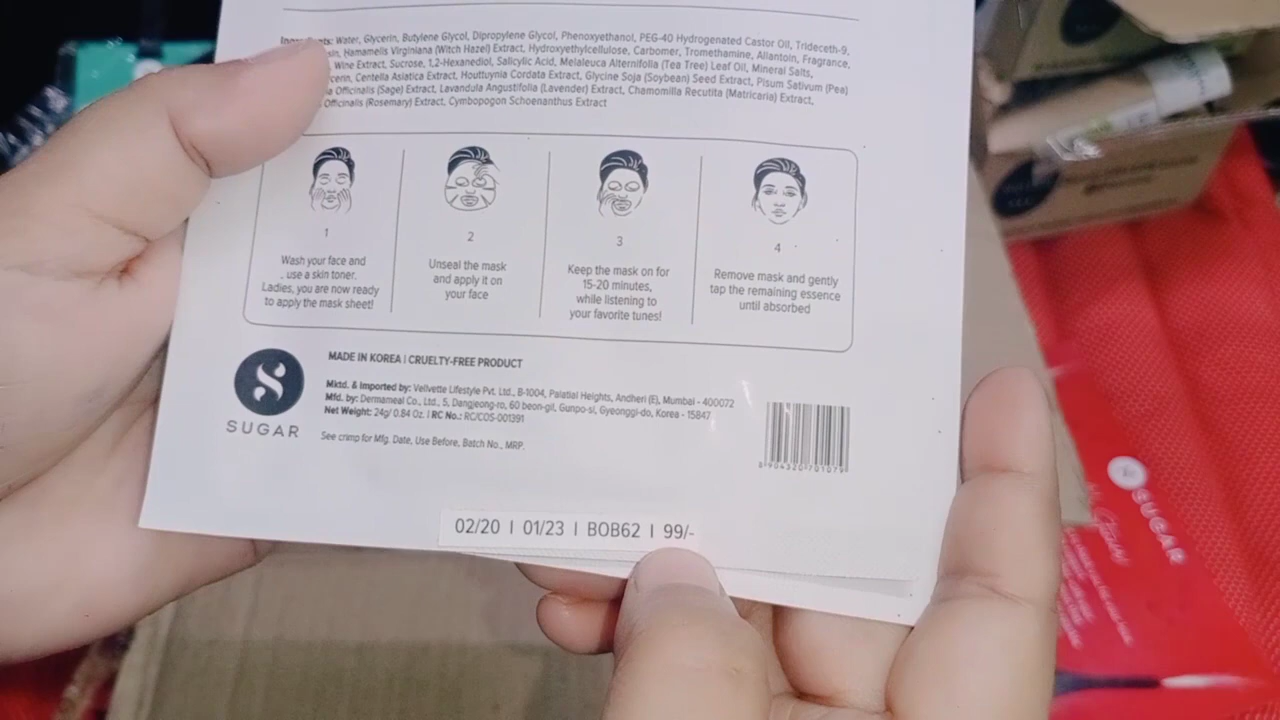 Water, Glycerin, Butylene Glycol, Dipropylene Glycol, Phenoxyethanol, PEG-40 Hydrogenated Castor Oil, Trideceth-9,
Hamamelis Virginiana (Witch Hazel) Extract, Hydroxyethylcellulose, Carbomer, Tromethamine, Allantoin, Fragrance,
Wine Extract, Sucrose, 1,2-Hexanediol, Salicylic Acid, Melaleuca Alternifolia (Tea Tree) Leaf Oil, Mineral Salts,
Centella Asiatica Extract, Houttuynia Cordata Extract, Glycine Soja (Soybean) Seed Extract, Pisum Sativum (Pea)
Officinalis (Sage) Extract, Lavandula Angustifolia (Lavender) Extract, Chamomilla Recutita (Matricaria) Extract,
Officinalis (Rosemary) Extract, Cymbopogon Schoenanthus Extract
1
Wash your face and
use a skin toner.
Ladies, you are now ready
to apply the mask sheet!
2
Unseal the mask
and apply it on
your face
3
Keep the mask on for
15-20 minutes,
while listening to
your favorite tunes!
4
Remove mask and gently
tap the remaining essence
until absorbed
SUGAR
MADE IN KOREA | CRUELTY-FREE PRODUCT
Mktd. & Imported by: Vellvette Lifestyle Pvt. Ltd., B-1004, Palatial Heights, Andheri (E), Mumbai - 400072
Mfd. by: Dermameal Co., Ltd., 5, Dangjeong-ro, 60 beon-gil, Gunpo-si, Gyeonggi-do, Korea - 15847
Net Weight: 24g/ 0.84 Oz. | RC No.: RC/COS-001391
See crimp for Mfg. Date, Use Before, Batch No., MRP.
8 904320 701079
02/20 | 01/23 | BOB62 | 99/-
SUGAR